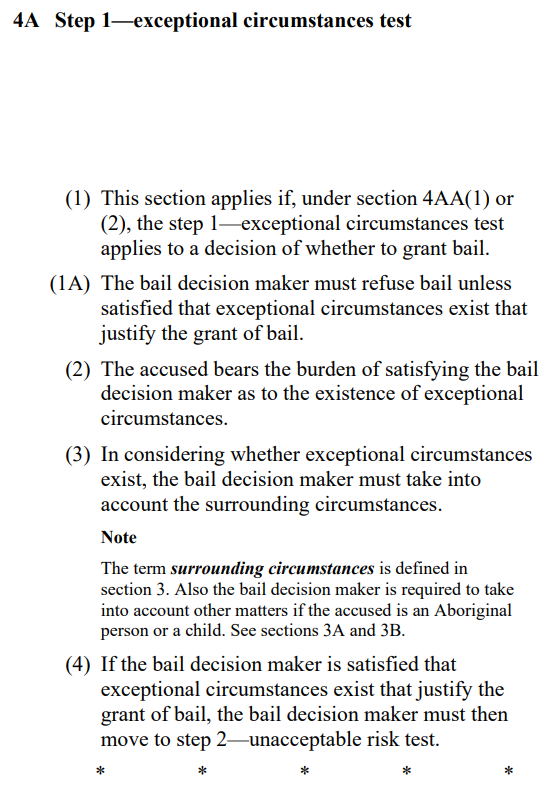 4A Step 1—exceptional circumstances test
(1) This section applies if, under section 4AA(1) or
(2), the step 1—exceptional circumstances test
applies to a decision of whether to grant bail.
(1A) The bail decision maker must refuse bail unless
satisfied that exceptional circumstances exist that
justify the grant of bail.
(2) The accused bears the burden of satisfying the bail
decision maker as to the existence of exceptional
circumstances.
(3) In considering whether exceptional circumstances
exist, the bail decision maker must take into
account the surrounding circumstances.
Note
The term surrounding circumstances is defined in
section 3. Also the bail decision maker is required to take
into account other matters if the accused is an Aboriginal
person or a child. See sections 3A and 3B.
(4) If the bail decision maker is satisfied that
exceptional circumstances exist that justify the
grant of bail, the bail decision maker must then
move to step 2—unacceptable risk test.
* * * * *